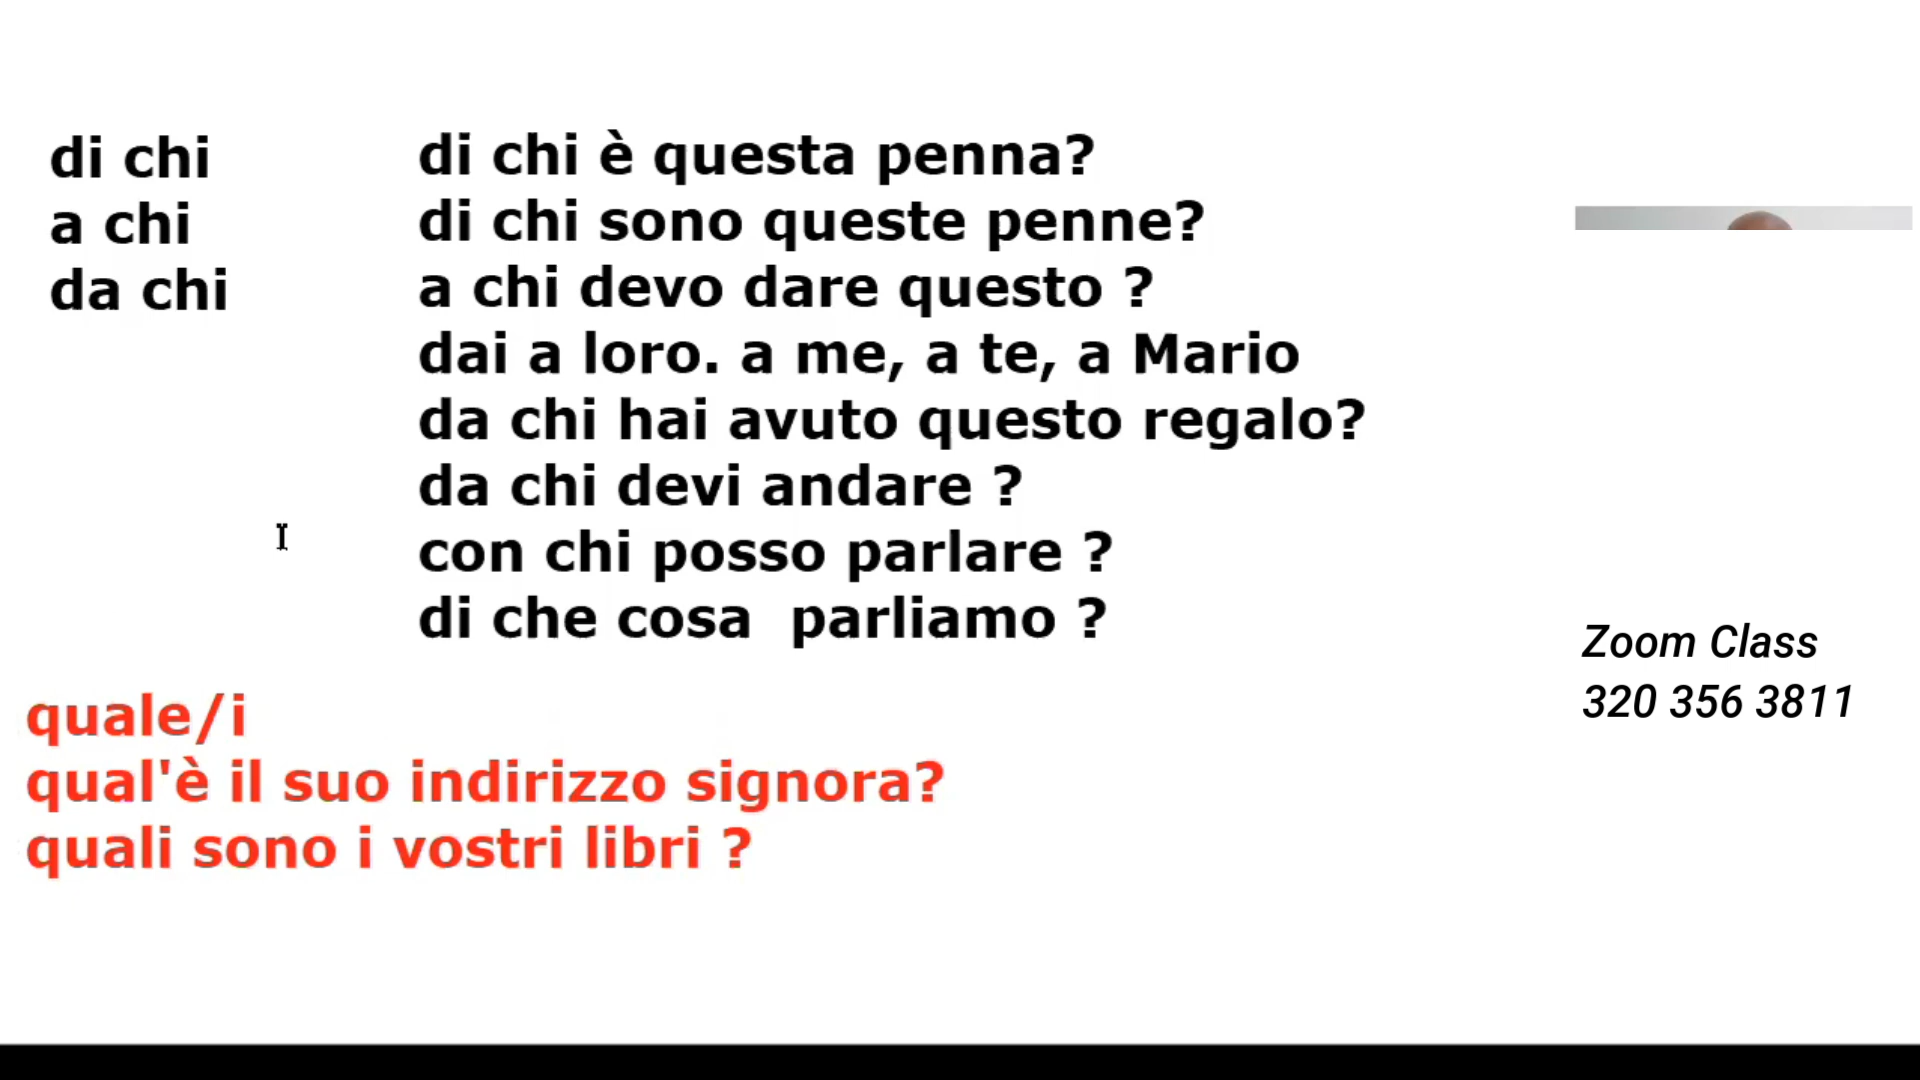 di chi
a chi
da chi
di chi è questa penna?
di chi sono queste penne?
a chi devo dare questo ?
dai a loro. a me, a te, a Mario
da chi hai avuto questo regalo?
da chi devi andare ?
con chi posso parlare ?
di che cosa  parliamo ?
quale/i
qual'è il suo indirizzo signora?
quali sono i vostri libri ?
Zoom Class
320 356 3811